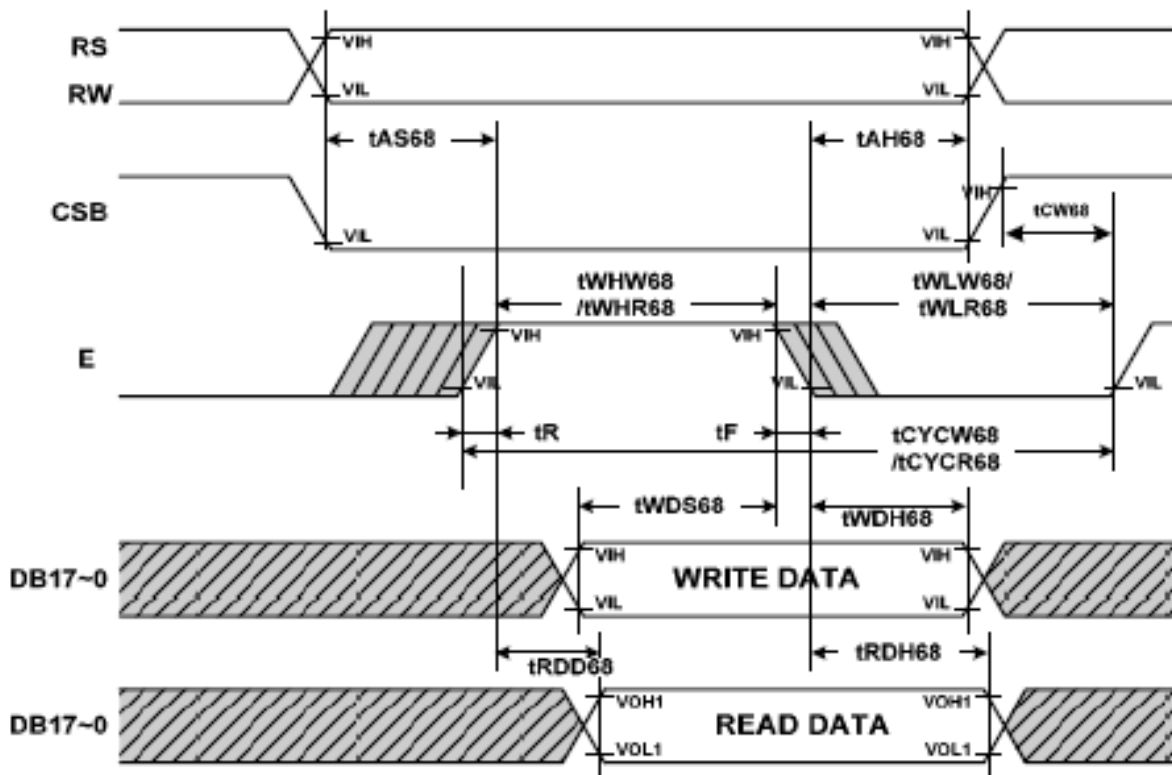 RS
VIH
VIH
RW
VIL
VIL
tAS68
tAH68
CSB
VIH
tCW68
VIL
VIL
tWHW68
/tWHR68
tWLW68/
tWLR68
E
VIH
VIH
VIL
VIL
VIL
tR
tF
tCYCW68
/tCYCR68
tWDS68
tWDH68
DB17~0
VIH
WRITE DATA
VIH
VIL
VIL
tRDD68
tRDH68
DB17~0
VOH1
READ DATA
VOH1
VOL1
VOL1